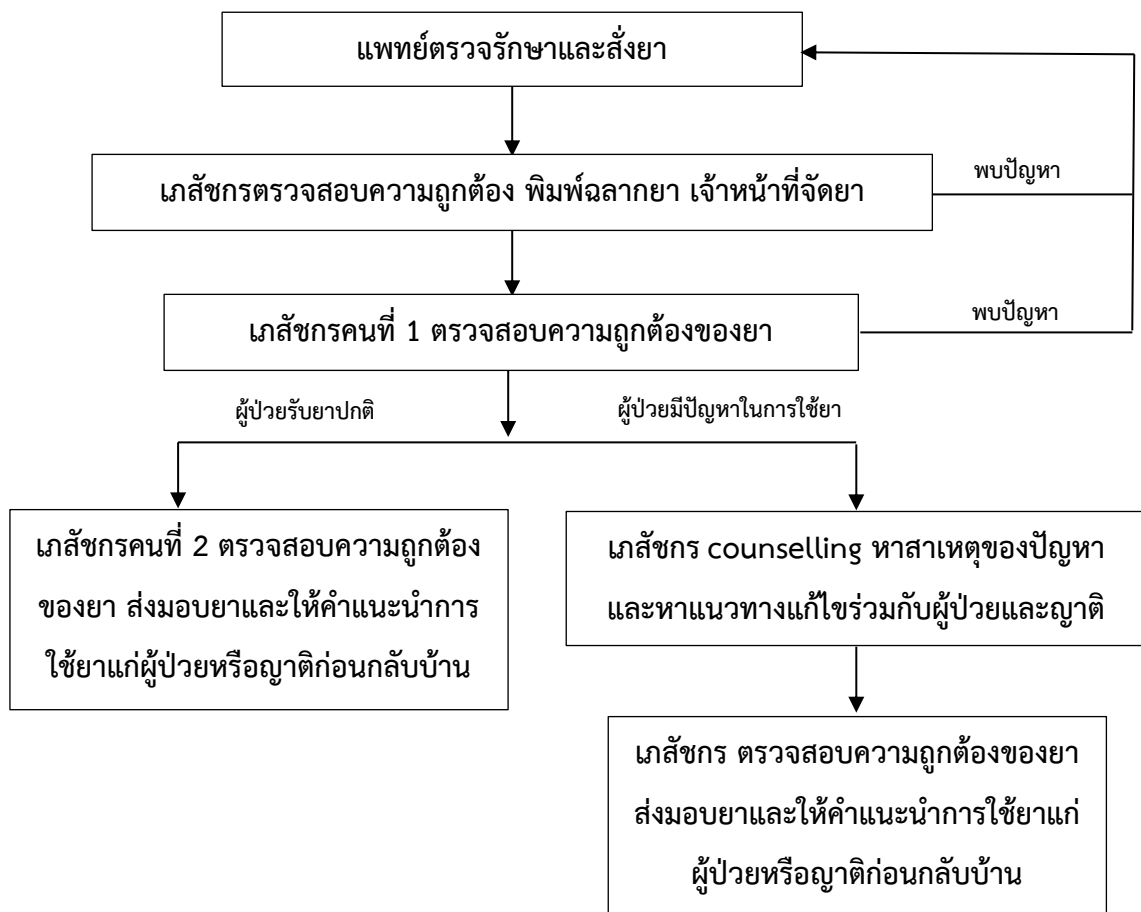 แพทย์ตรวจรักษาและสั่งยา
เภสัชกรตรวจสอบความถูกต้อง พิมพ์ฉลากยา เจ้าหน้าที่จัดยา
พบปัญหา
เภสัชกรคนที่ 1 ตรวจสอบความถูกต้องของยา
พบปัญหา
ผู้ป่วยรับยาปกติ
ผู้ป่วยมีปัญหาในการใช้ยา
เภสัชกรคนที่ 2 ตรวจสอบความถูกต้อง
ของยา ส่งมอบยาและให้คำแนะนำการ
ใช้ยาแก่ผู้ป่วยหรือญาติก่อนกลับบ้าน
เภสัชกร counselling หาสาเหตุของปัญหา
และหาแนวทางแก้ไขร่วมกับผู้ป่วยและญาติ
เภสัชกร ตรวจสอบความถูกต้องของยา
ส่งมอบยาและให้คำแนะนำการใช้ยาแก่
ผู้ป่วยหรือญาติก่อนกลับบ้าน